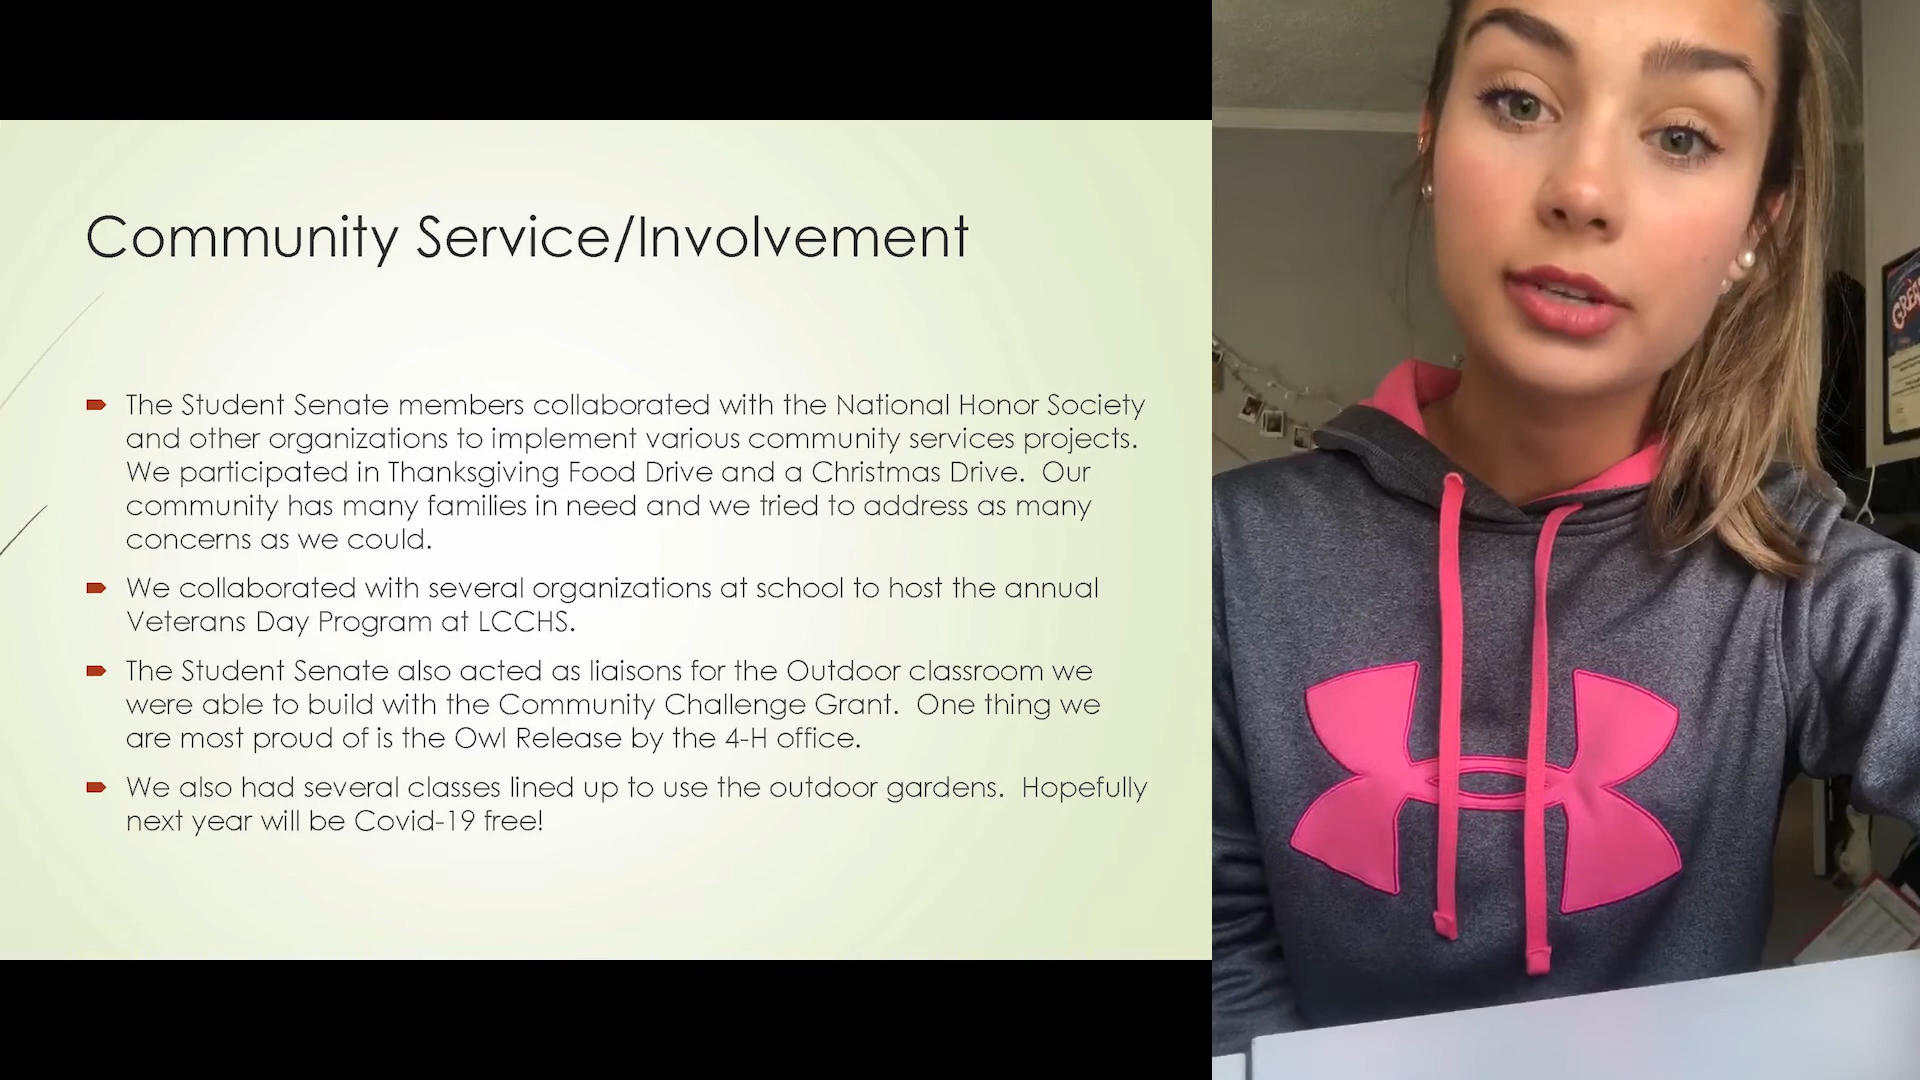 Community Service/Involvement
The Student Senate members collaborated with the National Honor Society
and other organizations to implement various community services projects.
We participated in Thanksgiving Food Drive and a Christmas Drive.  Our
community has many families in need and we tried to address as many
concerns as we could.
We collaborated with several organizations at school to host the annual
Veterans Day Program at LCCHS.
The Student Senate also acted as liaisons for the Outdoor classroom we
were able to build with the Community Challenge Grant.  One thing we
are most proud of is the Owl Release by the 4-H office.
We also had several classes lined up to use the outdoor gardens.  Hopefully
next year will be Covid-19 free!